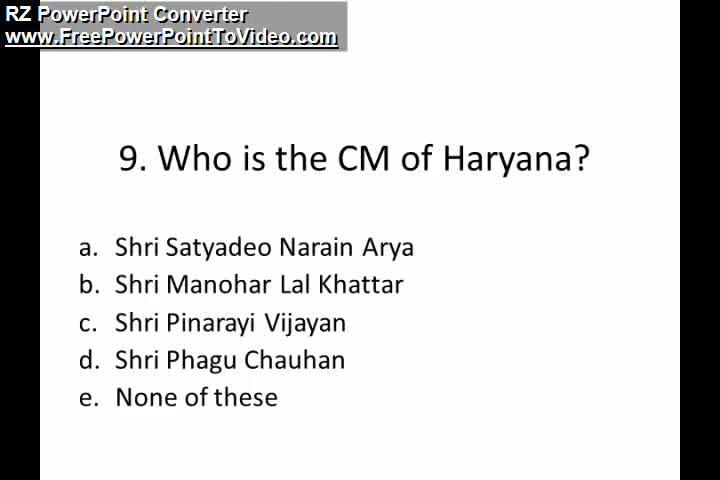 RZ PowerPoint Converter
www.FreePowerPointToVideo.com
9. Who is the CM of Haryana?
a. Shri Satyadeo Narain Arya
b. Shri Manohar Lal Khattar
c. Shri Pinarayi Vijayan
d. Shri Phagu Chauhan
e. None of these